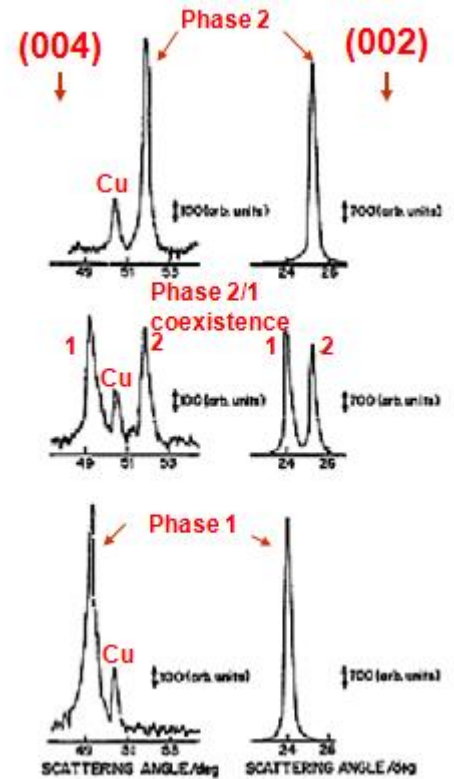 Phase 2
(004) (002)
Cu
100 (arb. units) 700 (arb. units)
49 51 53 24 26
Phase 2/1
coexistence
1 2 1 2
Cu
100 (arb. units) 700 (arb. units)
49 51 53 24 26
Phase 1
Cu
100 (arb. units) 700 (arb. units)
49 51 53 24 26
SCATTERING ANGLE/deg SCATTERING ANGLE/deg